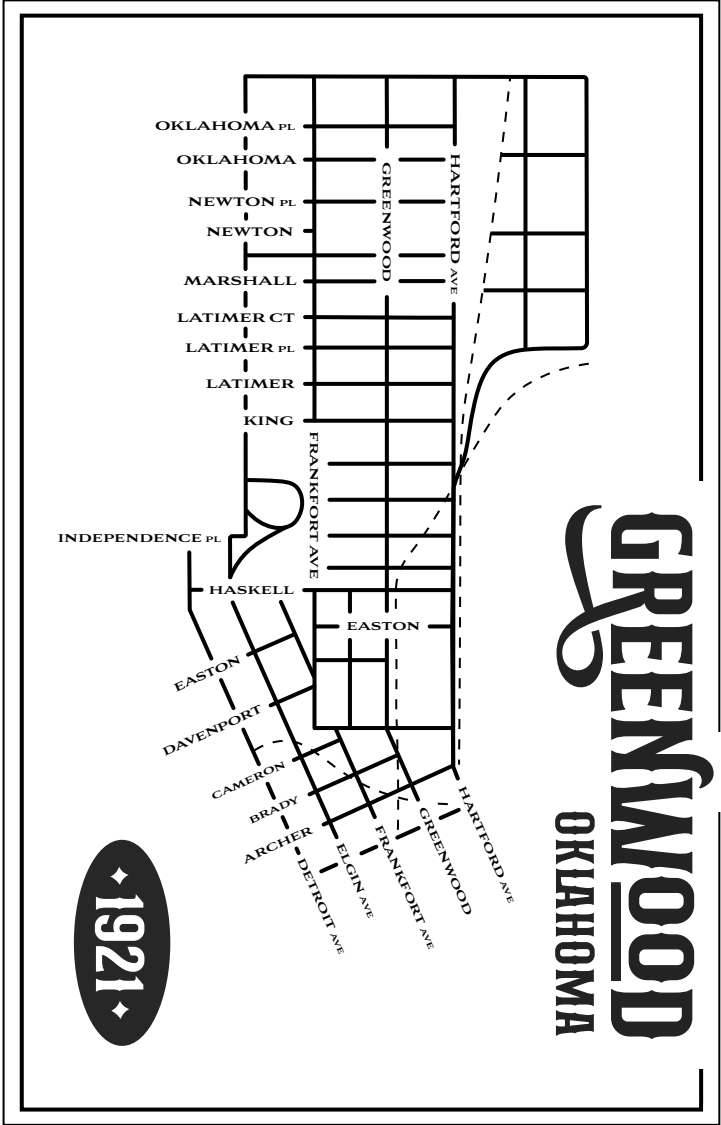 OKLAHOMA PL
OKLAHOMA
NEWTON PL
NEWTON
MARSHALL
LATIMER CT
LATIMER PL
LATIMER
KING
GREENWOOD
HARTFORD AVE
FRANKFORT AVE
INDEPENDENCE PL
HASKELL
EASTON
EASTON
DAVENPORT
CAMERON
BRADY
ARCHER
DETROIT AVE
ELGIN AVE
FRANKFORT AVE
GREENWOOD
HARTFORD AVE
GREENWOOD
OKLAHOMA
1921